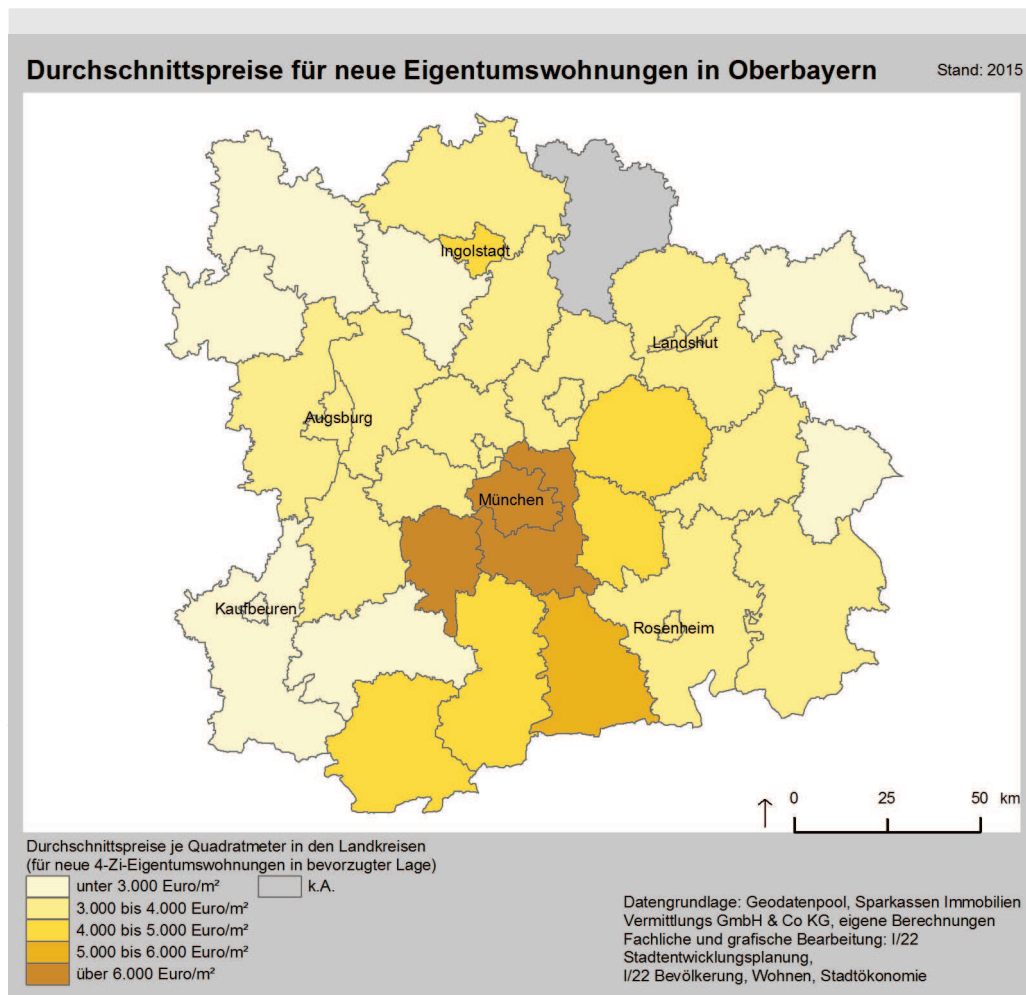 Durchschnittspreise für neue Eigentumswohnungen in Oberbayern
Stand: 2015
Ingolstadt
Landshut
Augsburg
München
Kaufbeuren
Rosenheim
0 25 50 km
Durchschnittspreise je Quadratmeter in den Landkreisen
(für neue 4-Zi-Eigentumswohnungen in bevorzugter Lage)
unter 3.000 Euro/m²
k.A.
3.000 bis 4.000 Euro/m²
4.000 bis 5.000 Euro/m²
5.000 bis 6.000 Euro/m²
über 6.000 Euro/m²
Datengrundlage: Geodatenpool, Sparkassen Immobilien
Vermittlungs GmbH & Co KG, eigene Berechnungen
Fachliche und grafische Bearbeitung: I/22
Stadtentwicklungsplanung,
I/22 Bevölkerung, Wohnen, Stadtökonomie